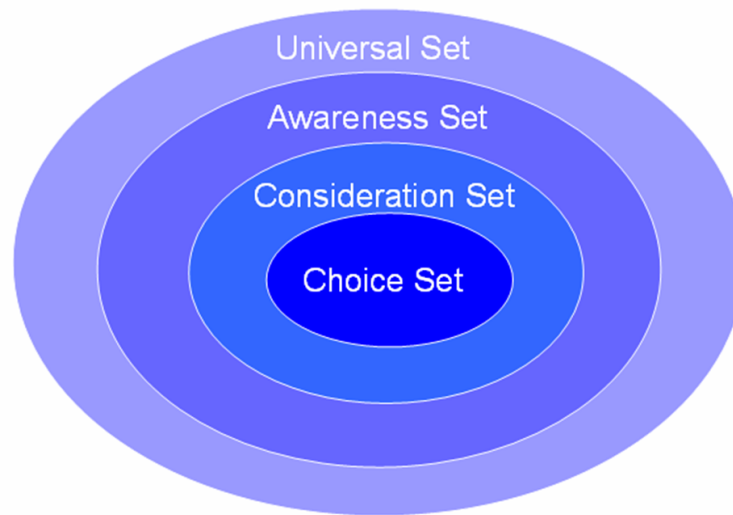 Universal Set
Awareness Set
Consideration Set
Choice Set